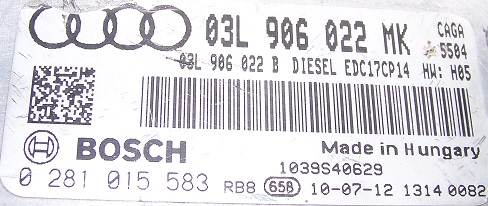 03L 906 022 MK CAGA
5504
03L 906 022 B DIESEL EDC17CP14 HW: H05
BOSCH Made in Hungary
1039S40629
0 281 015 583 RB8 658 10-07-12 1314 0082